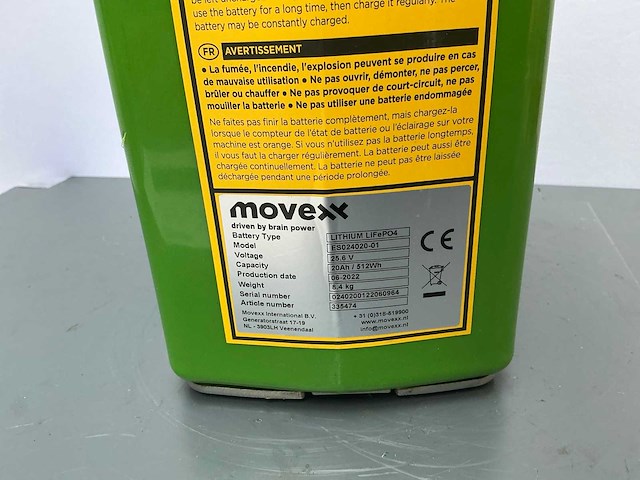 be left discharged
use the battery for a long time, then charge it regularly. The
battery may be constantly charged.
FR AVERTISSEMENT
• La fumée, l'incendie, l'explosion peuvent se produire en cas
de mauvaise utilisation • Ne pas ouvrir, démonter, ne pas percer,
brûler ou chauffer • Ne pas provoquer de court-circuit, ne pas
mouiller la batterie • Ne pas utiliser une batterie endommagée
Ne faites pas finir la batterie complètement, mais chargez-la
lorsque le compteur de l'état de batterie ou l'éclairage sur votre
machine est orange. Si vous n'utilisez pas la batterie longtemps,
il vous faut la charger régulièrement. La batterie peut aussi être
chargée continuellement. La batterie ne peut pas être laissée
déchargée pendant une période prolongée.
movexx
driven by brain power
Battery Type LITHIUM LiFePO4
Model ES024020-01
Voltage 25,6 V
Capacity 20Ah / 512Wh
Production date 06-2022
Weight 5,4 kg
Serial number 0240200122060964
Article number 335474
CE
Movexx International B.V.
Generatorstraat 17-19
NL - 3903LH Veenendaal
+ 31 (0)318-519900
www.movexx.nl
info@movexx.nl